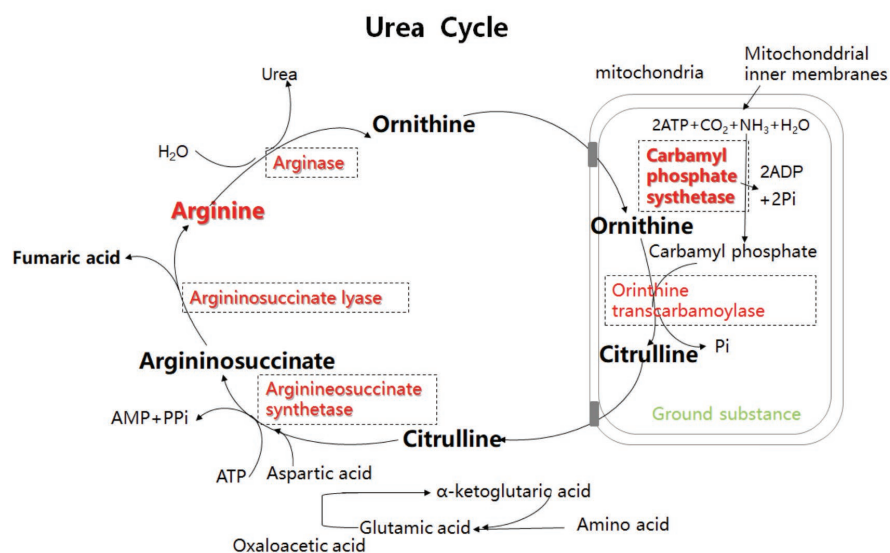 Urea Cycle
Urea
mitochondria
Mitochonddrial
inner membranes
Ornithine
2ATP+CO₂+NH₃+H₂O
H₂O
Arginase
Carbamyl
phosphate
systhetase
2ADP
+2Pi
Arginine
Ornithine
Carbamyl phosphate
Fumaric acid
Argininosuccinate lyase
Orinthine
transcarbamoylase
Argininosuccinate
Citrulline
Pi
Arginineosuccinate
synthetase
AMP+PPi
Ground substance
Citrulline
ATP
Aspartic acid
α-ketoglutaric acid
Glutamic acid
Amino acid
Oxaloacetic acid